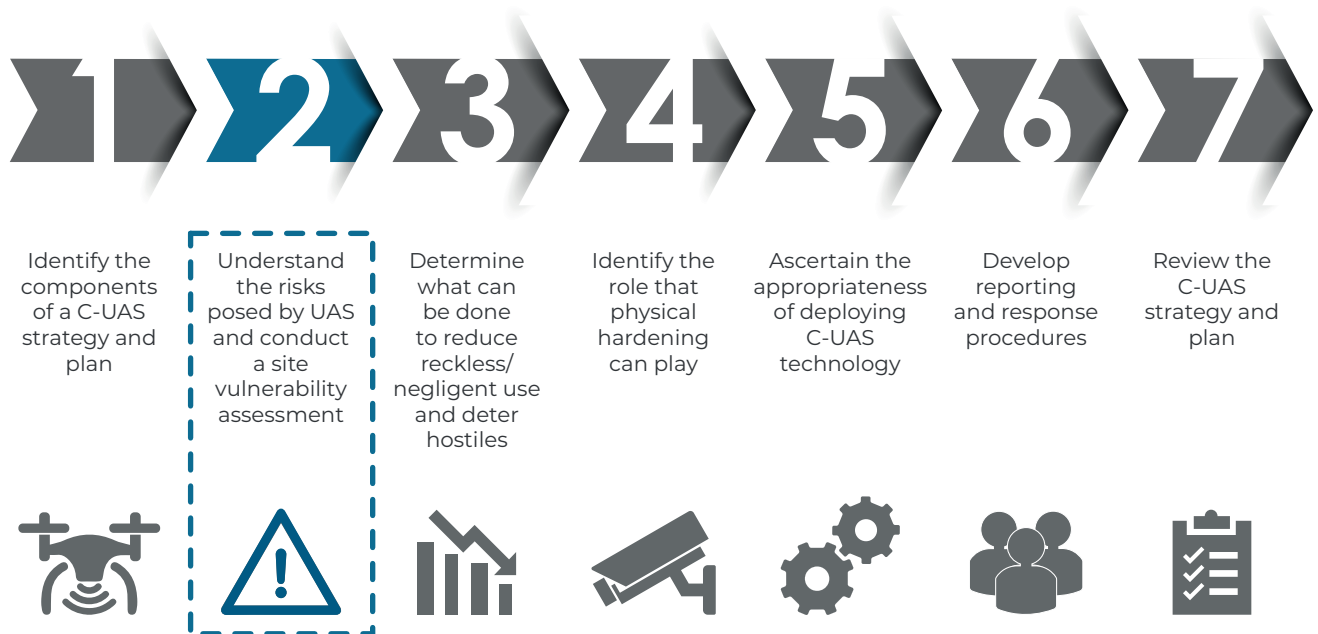 1
2
3
4
5
6
7
Identify the
components
of a C-UAS
strategy and
plan
Understand
the risks
posed by UAS
and conduct
a site
vulnerability
assessment
Determine
what can
be done
to reduce
reckless/
negligent use
and deter
hostiles
Identify the
role that
physical
hardening
can play
Ascertain the
appropriateness
of deploying
C-UAS
technology
Develop
reporting
and response
procedures
Review the
C-UAS
strategy and
plan